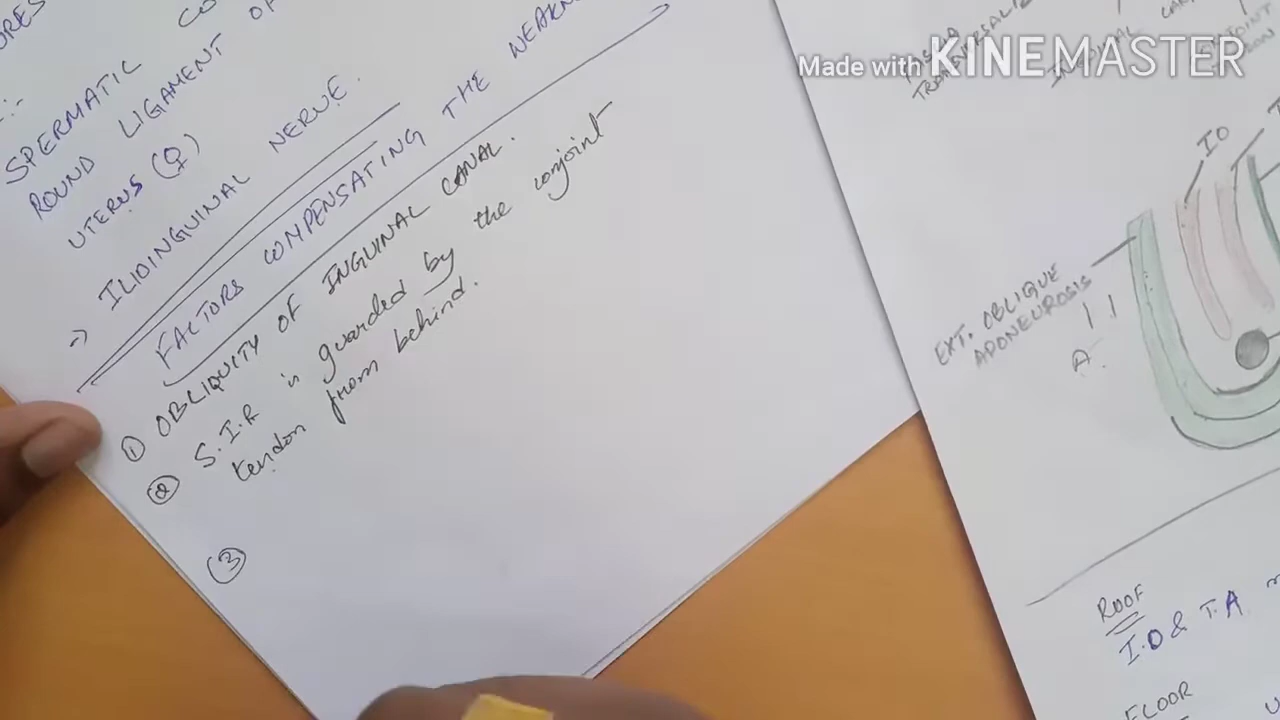 SPERMATIC
ROUND LIGAMENT OF
UTERUS (♀)
-) ILIOINGUINAL NERVE.
FACTORS COMPENSATING THE
① OBLIQUITY OF INGUINAL CANAL.
② S.I.R is guarded by the conjoint
tendon from behind.
③
Made with KINEMASTER
IO
EXT. OBLIQUE
APONEUROSIS
A.
ROOF
I.O & T.A
FLOOR